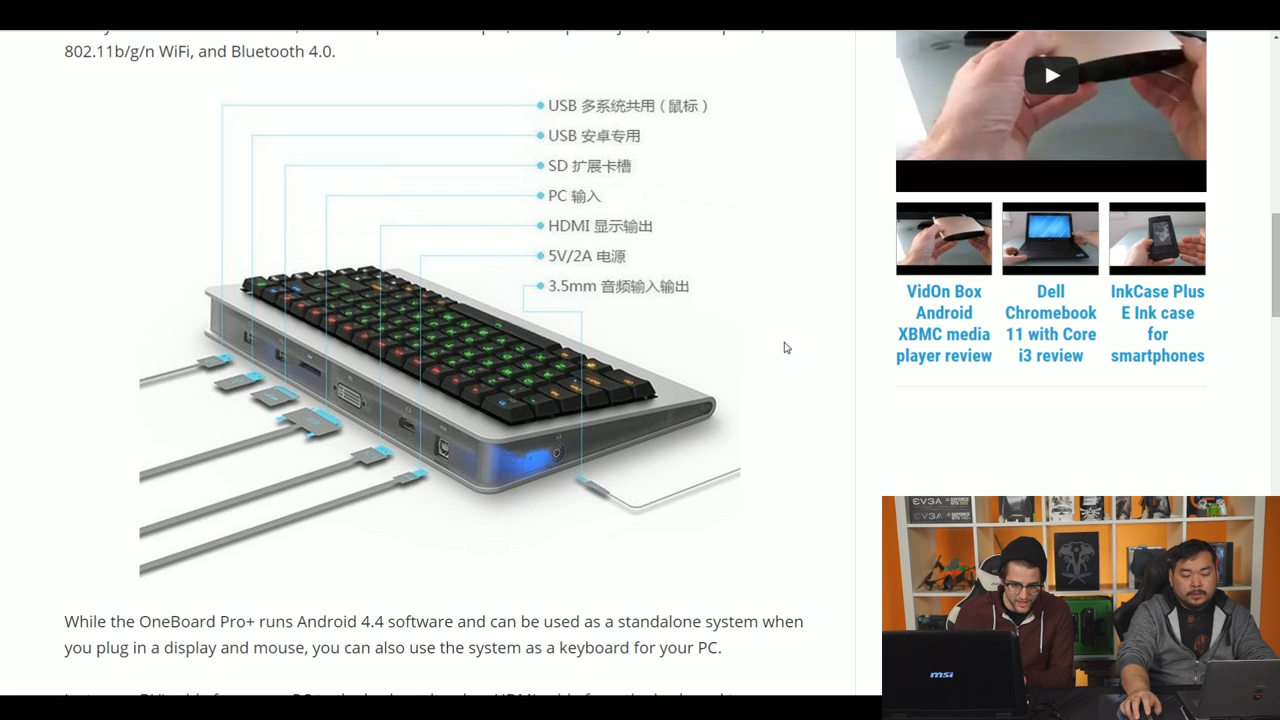 802.11b/g/n WiFi, and Bluetooth 4.0.
USB 多系统共用（鼠标）
USB 安卓专用
SD 扩展卡槽
PC 输入
HDMI 显示输出
5V/2A 电源
3.5mm 音频输入输出
While the OneBoard Pro+ runs Android 4.4 software and can be used as a standalone system when
you plug in a display and mouse, you can also use the system as a keyboard for your PC.
VidOn Box
Android
XBMC media
player review
Dell
Chromebook
11 with Core
i3 review
InkCase Plus
E Ink case
for
smartphones
EVGA
EVGA
msi